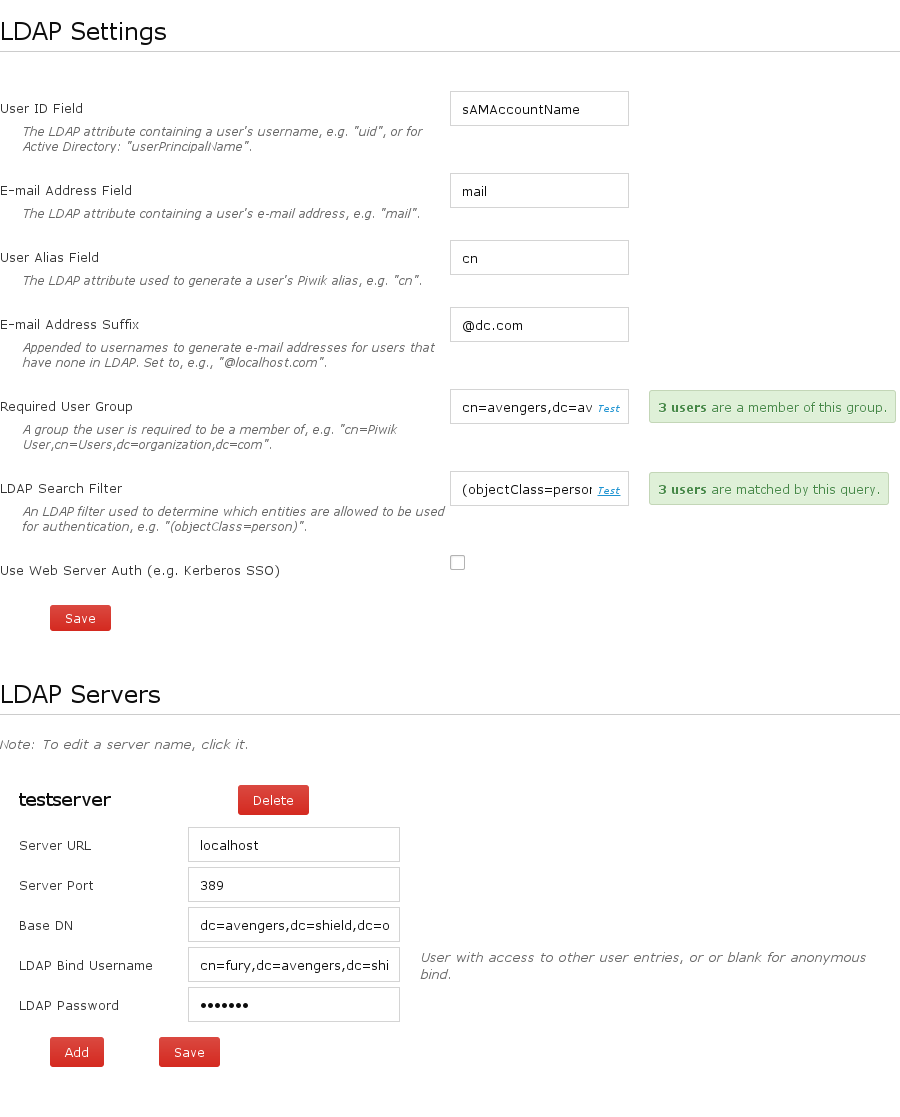 LDAP Settings
User ID Field
sAMAccountName
The LDAP attribute containing a user's username, e.g. "uid", or for
Active Directory: "userPrincipalName".
E-mail Address Field
mail
The LDAP attribute containing a user's e-mail address, e.g. "mail".
User Alias Field
cn
The LDAP attribute used to generate a user's Piwik alias, e.g. "cn".
E-mail Address Suffix
@dc.com
Appended to usernames to generate e-mail addresses for users that
have none in LDAP. Set to, e.g., "@localhost.com".
Required User Group
cn=avengers,dc=av Test
3 users are a member of this group.
A group the user is required to be a member of, e.g. "cn=Piwik
User,cn=Users,dc=organization,dc=com".
LDAP Search Filter
(objectClass=person Test
3 users are matched by this query.
An LDAP filter used to determine which entities are allowed to be used
for authentication, e.g. "(objectClass=person)".
Use Web Server Auth (e.g. Kerberos SSO)
Save
LDAP Servers
Note: To edit a server name, click it.
testserver
Delete
Server URL
localhost
Server Port
389
Base DN
dc=avengers,dc=shield,dc=o
LDAP Bind Username
cn=fury,dc=avengers,dc=shi
User with access to other user entries, or or blank for anonymous
bind.
LDAP Password
•••••••
Add
Save